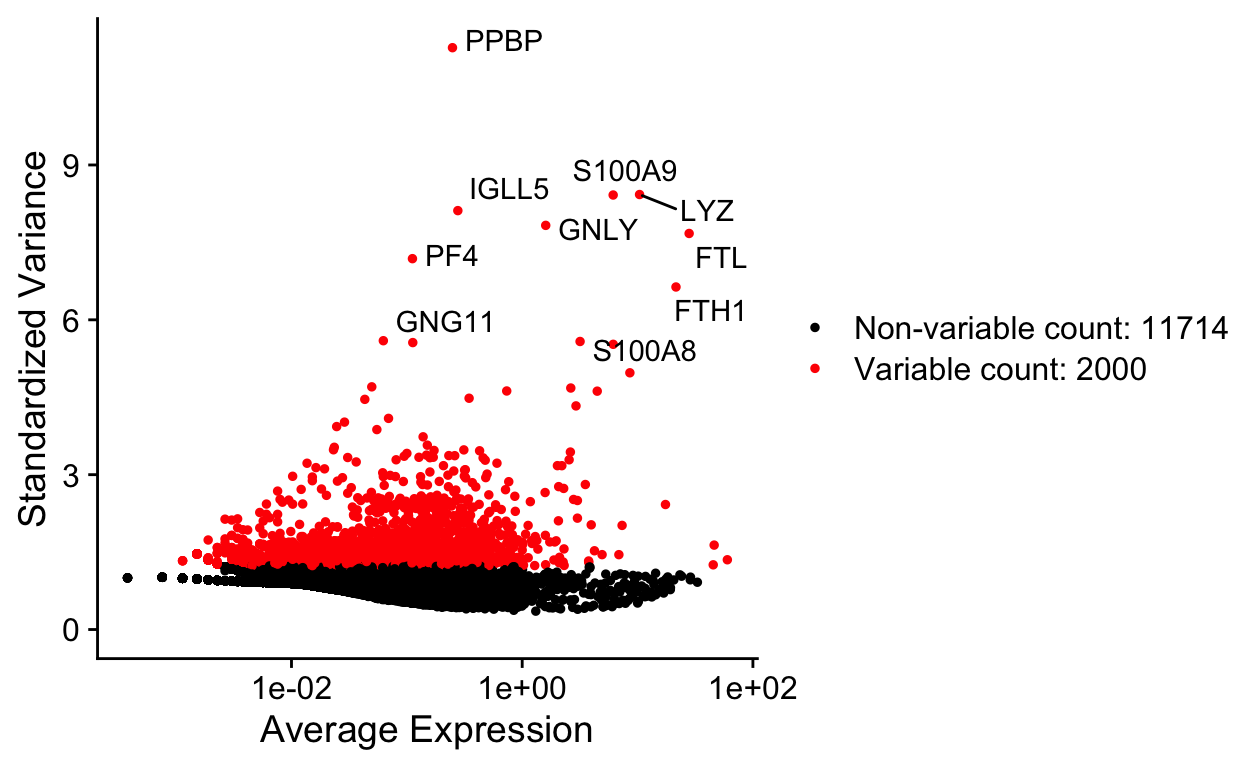 PPBP
9
S100A9
IGLL5
LYZ
GNLY
PF4
FTL
FTH1
6
GNG11
Non-variable count: 11714
S100A8
Variable count: 2000
Standardized Variance
3
0
1e-02
1e+00
1e+02
Average Expression